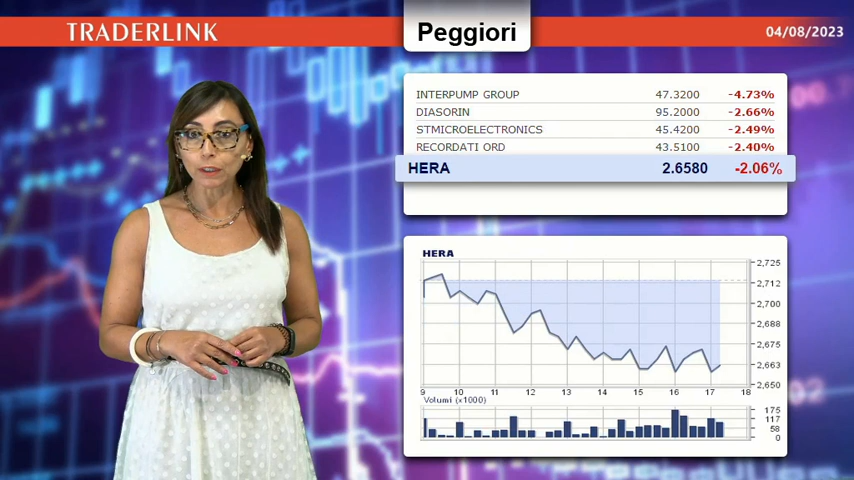 TRADERLINK
Peggiori
04/08/2023
INTERPUMP GROUP 47.3200 -4.73%
DIASORIN 95.2000 -2.66%
STMICROELECTRONICS 45.4200 -2.49%
RECORDATI ORD 43.5100 -2.40%
HERA 2.6580 -2.06%
HERA
2,725
2,712
2,700
2,688
2,675
2,663
2,650
9 10 11 12 13 14 15 16 17 18
Volumi (x1000)
175
117
58
0